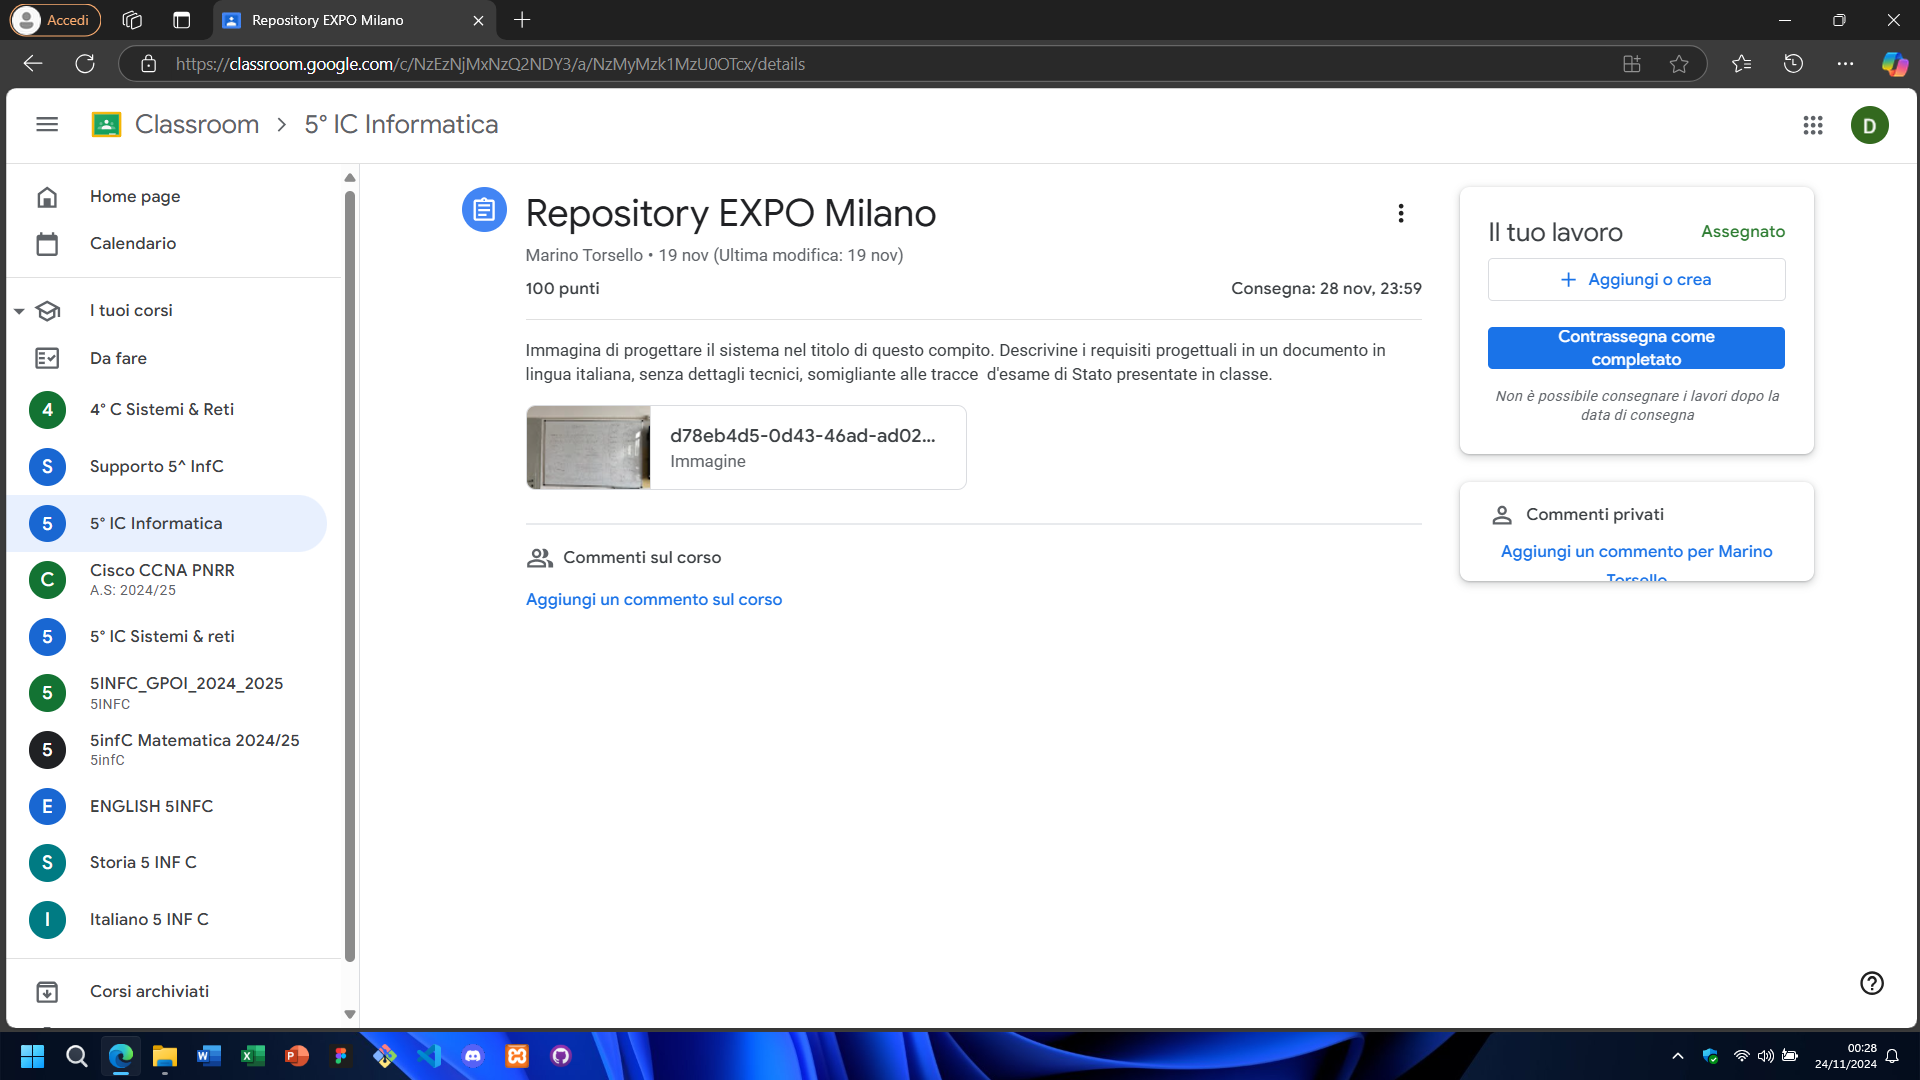 Accedi
Repository EXPO Milano
https://classroom.google.com/c/NzEzNjMxNzQ2NDY3/a/NzMyMzk1MzU0OTcx/details
Classroom
5° IC Informatica
D
Home page
Calendario
I tuoi corsi
Da fare
4
4° C Sistemi & Reti
S
Supporto 5^ InfC
5
5° IC Informatica
C
Cisco CCNA PNRR
A.S: 2024/25
5
5° IC Sistemi & reti
5
5INFC_GPOI_2024_2025
5INFC
5
5infC Matematica 2024/25
5infC
E
ENGLISH 5INFC
S
Storia 5 INF C
I
Italiano 5 INF C
Corsi archiviati
Repository EXPO Milano
Marino Torsello • 19 nov (Ultima modifica: 19 nov)
100 punti
Consegna: 28 nov, 23:59
Immagina di progettare il sistema nel titolo di questo compito. Descrivine i requisiti progettuali in un documento in
lingua italiana, senza dettagli tecnici, somigliante alle tracce  d'esame di Stato presentate in classe.
d78eb4d5-0d43-46ad-ad02...
Immagine
Commenti sul corso
Aggiungi un commento sul corso
Il tuo lavoro
Assegnato
Aggiungi o crea
Contrassegna come
completato
Non è possibile consegnare i lavori dopo la
data di consegna
Commenti privati
Aggiungi un commento per Marino
Torsello
00:28
24/11/2024